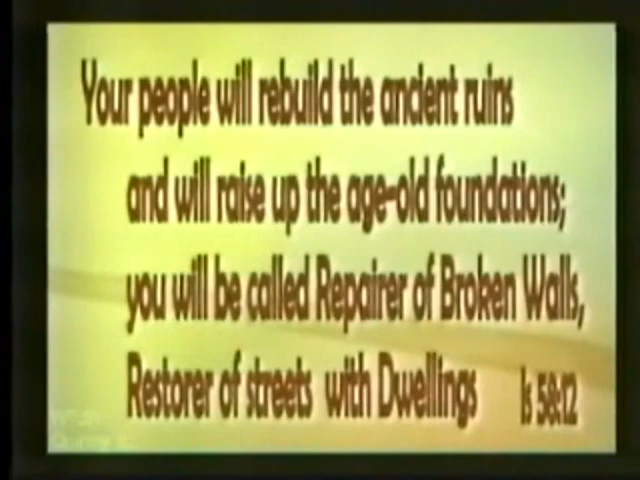 Your people will rebuild the ancient ruins
and will raise up the age-old foundations;
you will be called Repairer of Broken Walls,
Restorer of streets with Dwellings Is 58:12